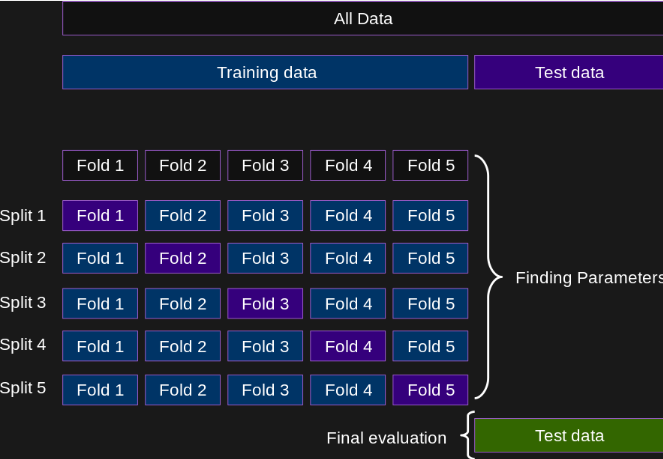 All Data
Training data Test data
Fold 1 Fold 2 Fold 3 Fold 4 Fold 5
Split 1 Fold 1 Fold 2 Fold 3 Fold 4 Fold 5
Split 2 Fold 1 Fold 2 Fold 3 Fold 4 Fold 5
Finding Parameters
Split 3 Fold 1 Fold 2 Fold 3 Fold 4 Fold 5
Split 4 Fold 1 Fold 2 Fold 3 Fold 4 Fold 5
Split 5 Fold 1 Fold 2 Fold 3 Fold 4 Fold 5
Final evaluation Test data